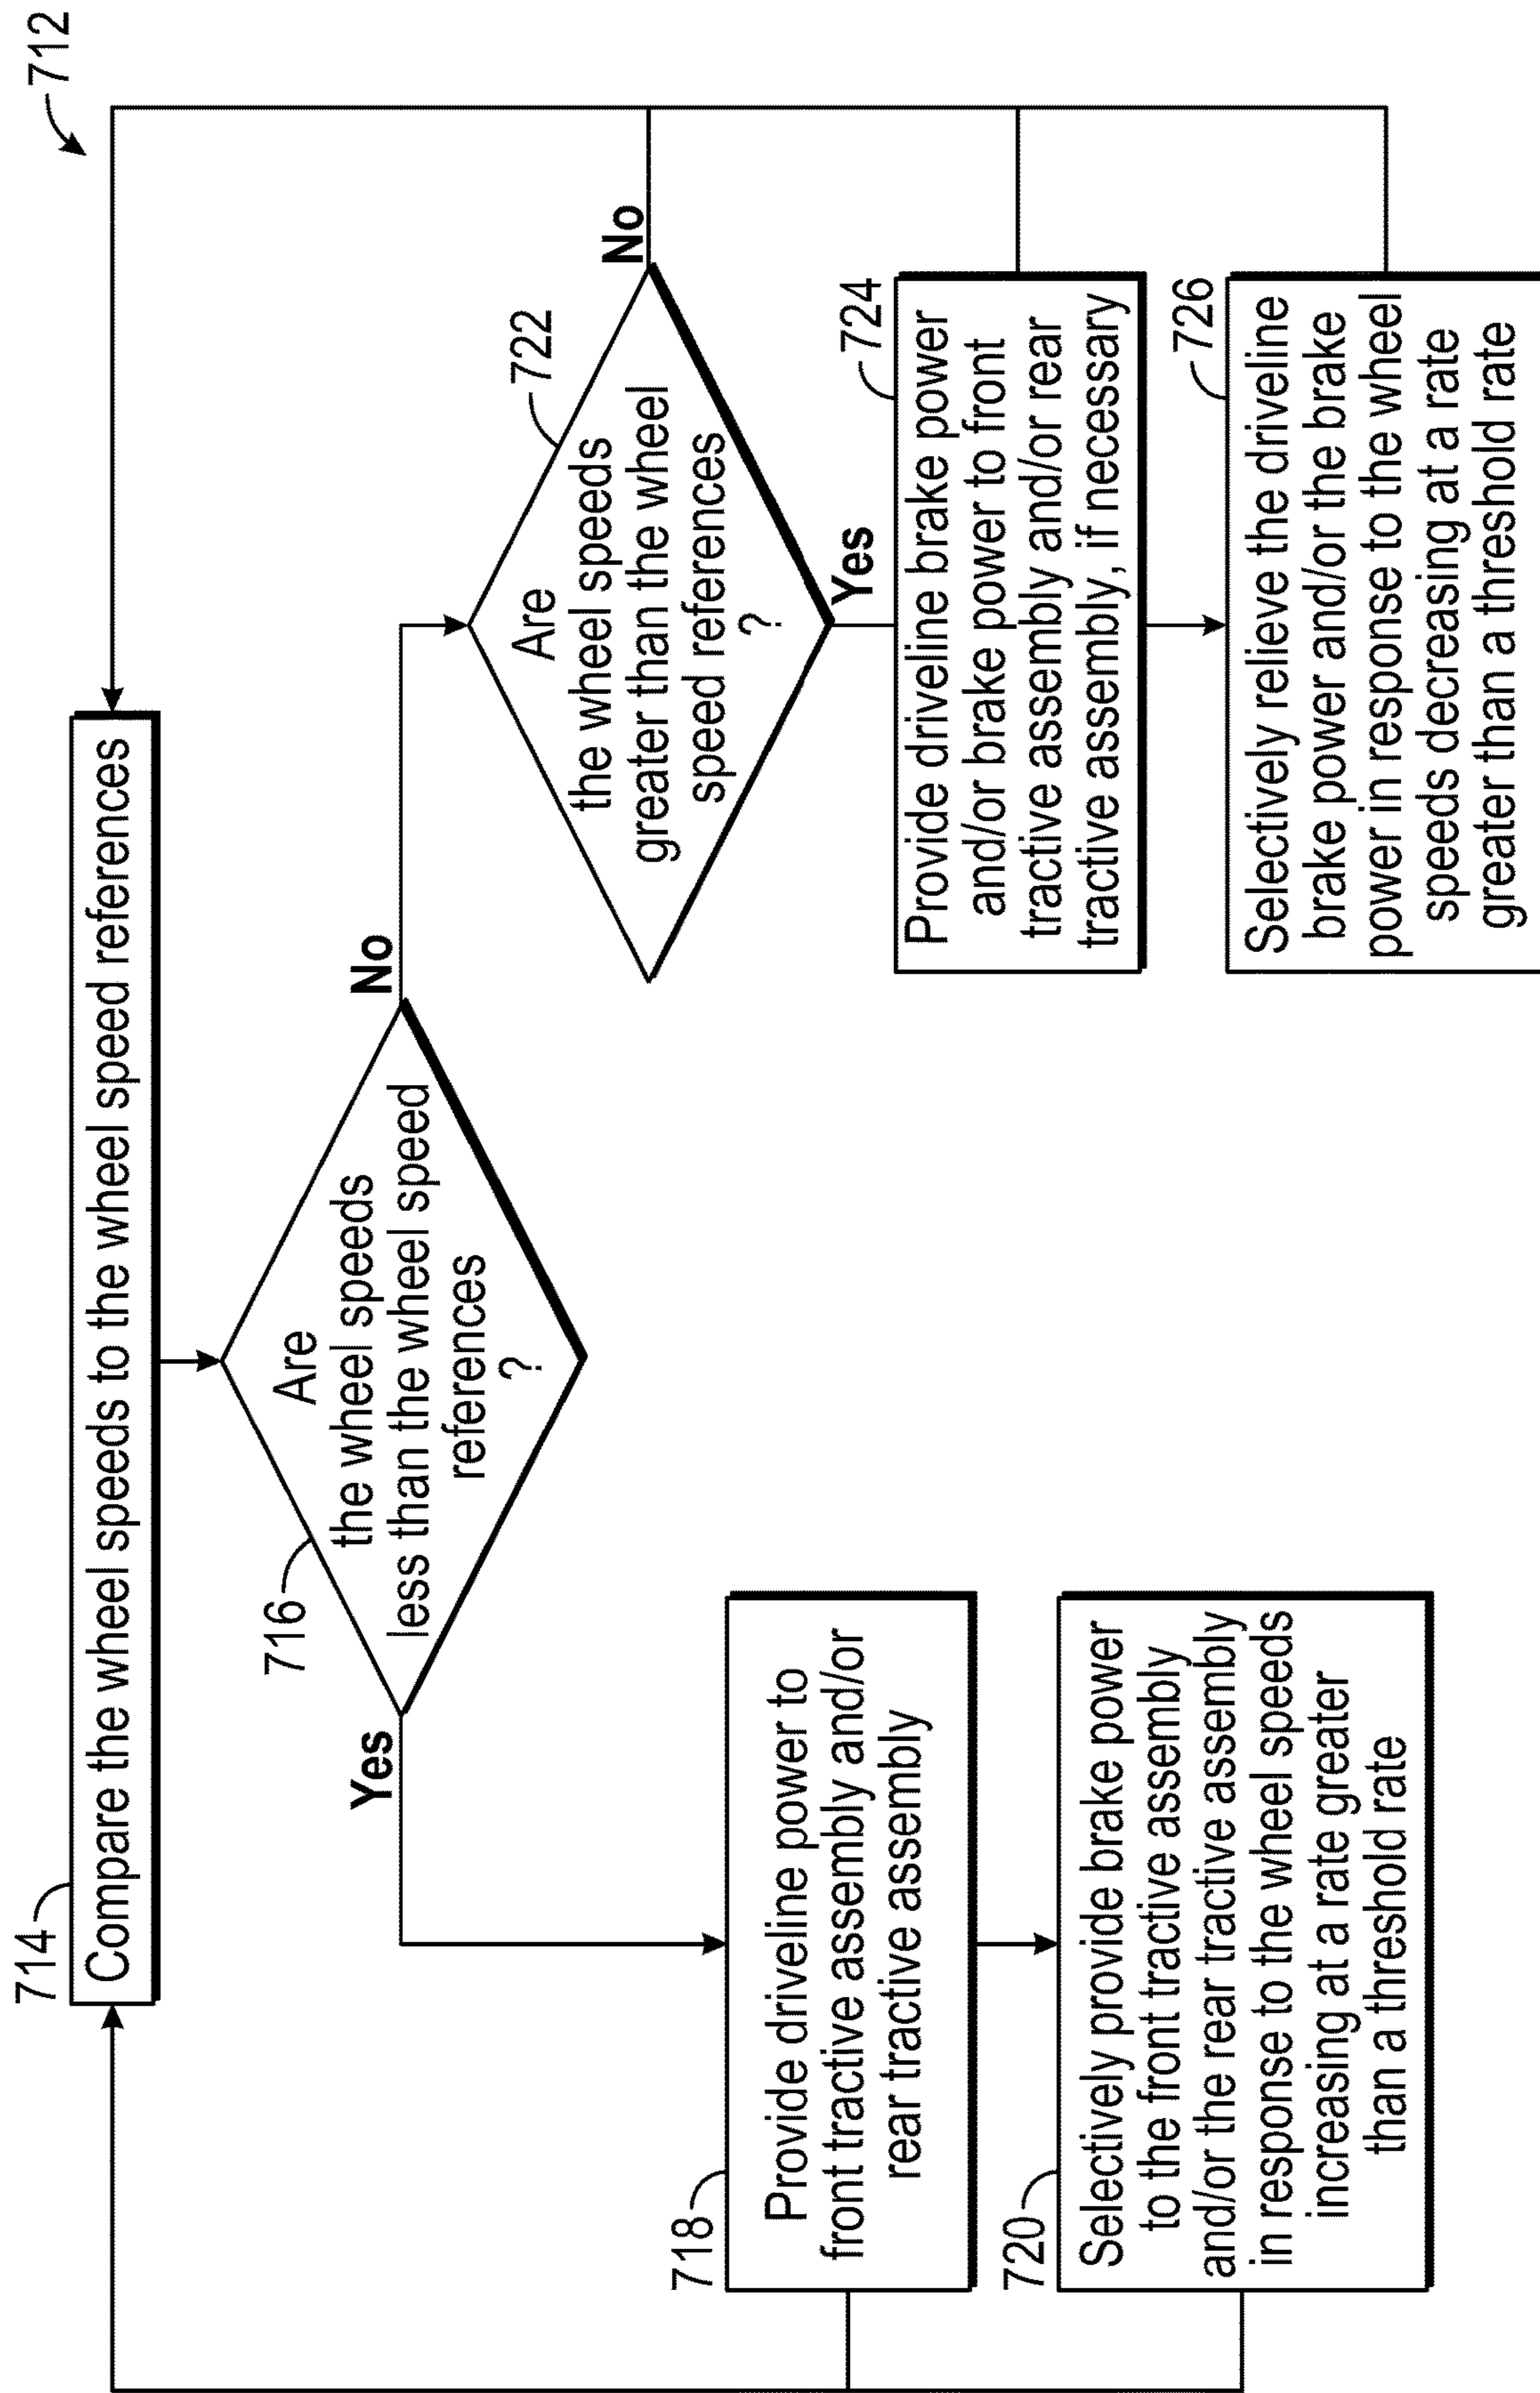 712
714
Compare the wheel speeds to the wheel speed references
716
Are
the wheel speeds
less than the wheel speed
references
?
Yes
No
718
Provide driveline power to
front tractive assembly and/or
rear tractive assembly
720
Selectively provide brake power
to the front tractive assembly
and/or the rear tractive assembly
in response to the wheel speeds
increasing at a rate greater
than a threshold rate
722
Are
the wheel speeds
greater than the wheel
speed references
?
No
Yes
724
Provide driveline brake power
and/or brake power to front
tractive assembly and/or rear
tractive assembly, if necessary
726
Selectively relieve the driveline
brake power and/or the brake
power in response to the wheel
speeds decreasing at a rate
greater than a threshold rate